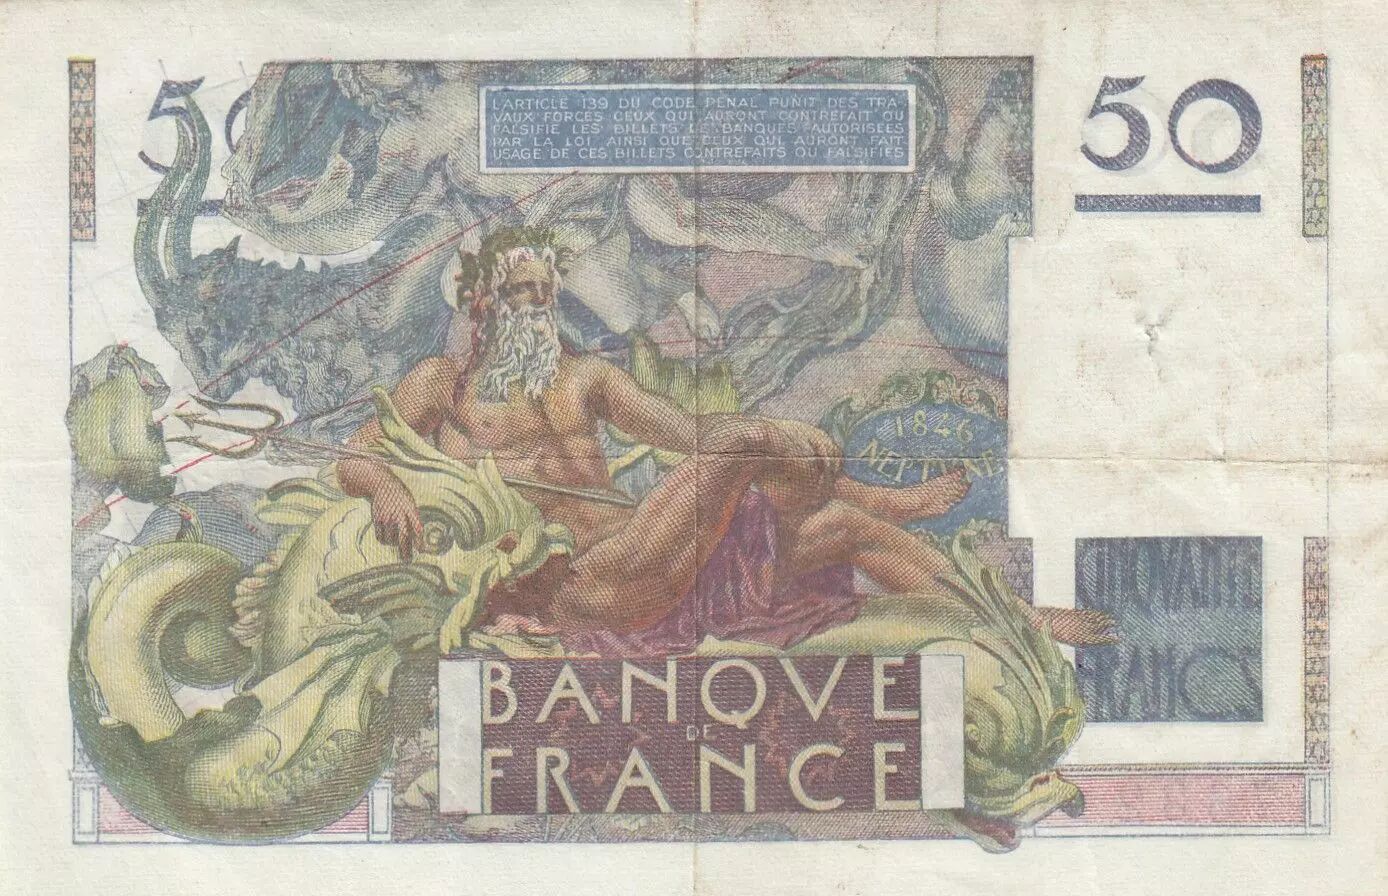 50
L'ARTICLE 139 DU CODE PENAL PUNIT DES TRA-
VAUX FORCES CEUX QUI AURONT CONTREFAIT OU
FALSIFIE LES BILLETS DE BANQUES AUTORISEES
PAR LA LOI AINSI QUE CEUX QUI AURONT FAIT
USAGE DE CES BILLETS CONTREFAITS OU FALSIFIES
50
1846
NEPTUNE
CINQUANTE
FRANCS
BANQVE
DE
FRANCE